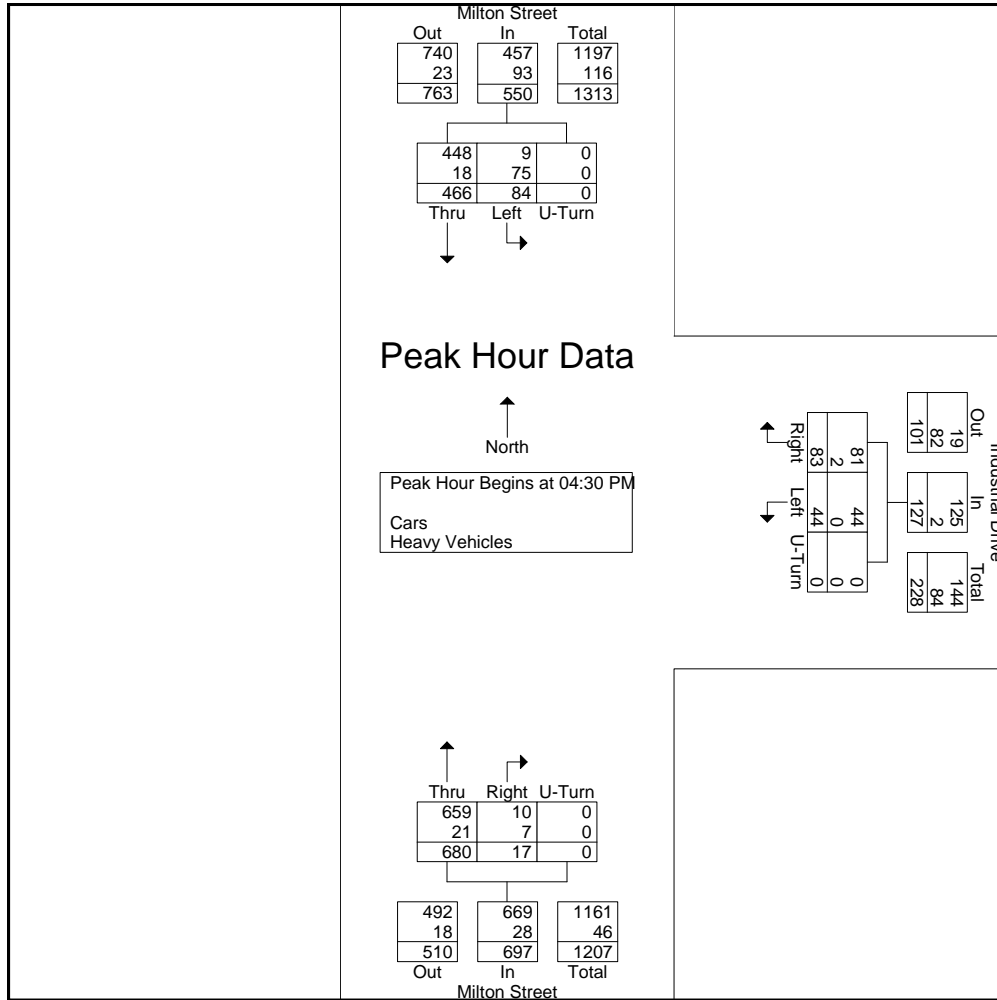 Milton Street
Out In Total
740 457 1197
23 93 116
763 550 1313
448 9 0
18 75 0
466 84 0
Thru Left U-Turn
Peak Hour Data
North
Peak Hour Begins at 04:30 PM
Cars
Heavy Vehicles
Industrial Drive
Out In Total
19 125 144
82 2 84
101 127 228
81 44 0
2 0 0
83 44 0
Right Left U-Turn
Thru Right U-Turn
659 10 0
21 7 0
680 17 0
492 669 1161
18 28 46
510 697 1207
Out In Total
Milton Street